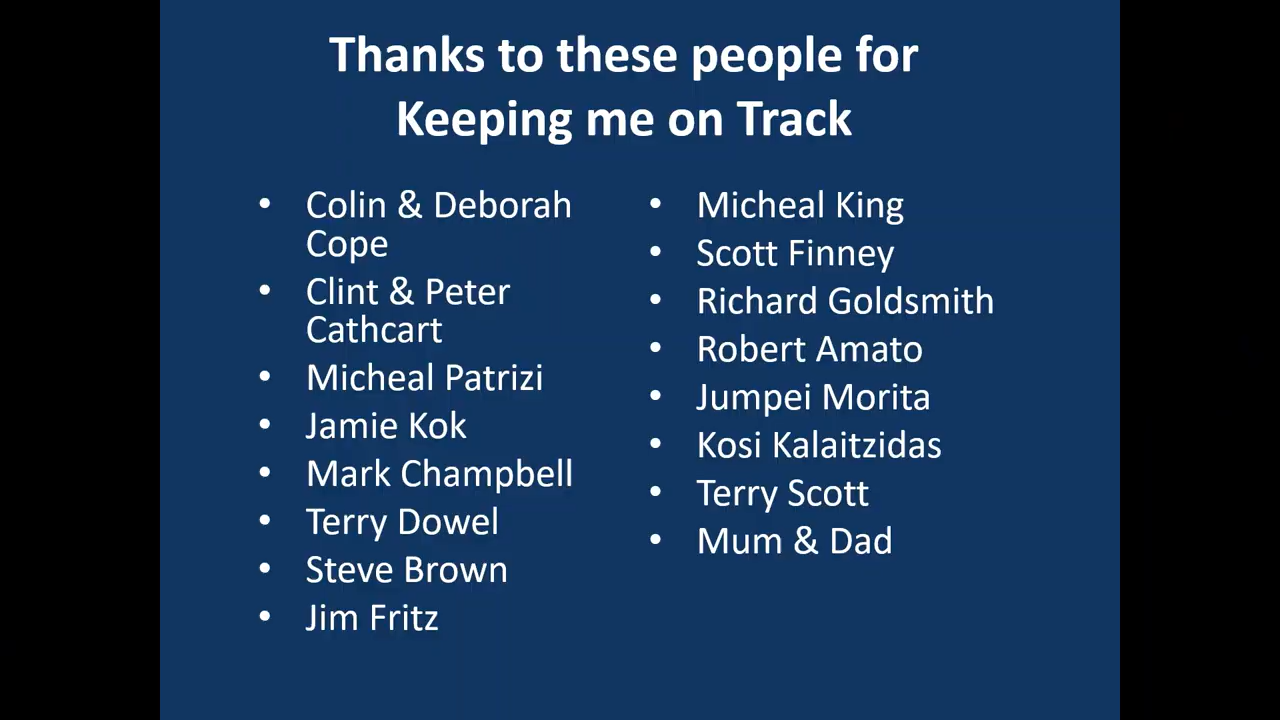 Thanks to these people for
Keeping me on Track
• Colin & Deborah
Cope
• Clint & Peter
Cathcart
• Micheal Patrizi
• Jamie Kok
• Mark Champbell
• Terry Dowel
• Steve Brown
• Jim Fritz
• Micheal King
• Scott Finney
• Richard Goldsmith
• Robert Amato
• Jumpei Morita
• Kosi Kalaitzidas
• Terry Scott
• Mum & Dad